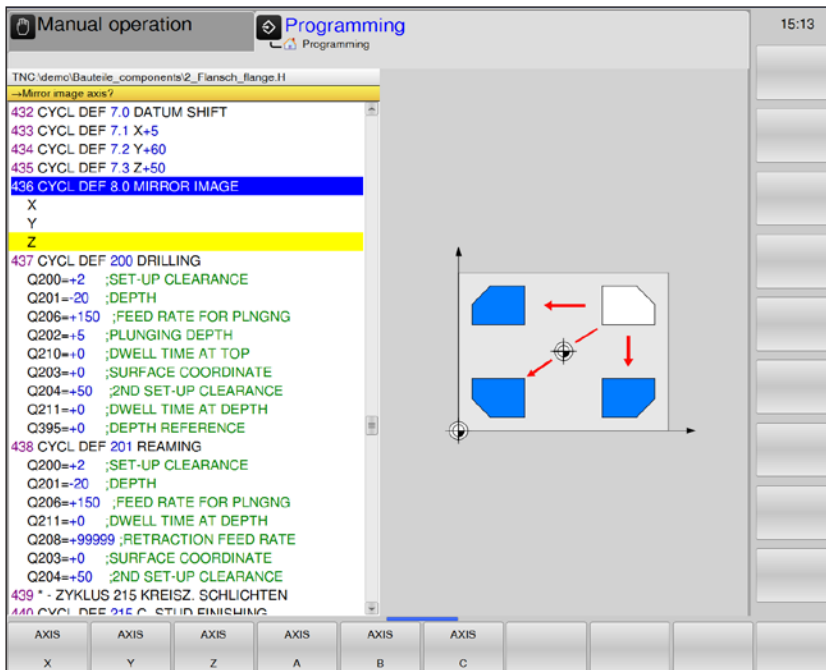 Manual operation
Programming
Programming
15:13
TNC:\demo\Bauteile_components\2_Flansch_flange.H
→Mirror image axis?
432 CYCL DEF 7.0 DATUM SHIFT
433 CYCL DEF 7.1 X+5
434 CYCL DEF 7.2 Y+60
435 CYCL DEF 7.3 Z+50
436 CYCL DEF 8.0 MIRROR IMAGE
X
Y
Z
437 CYCL DEF 200 DRILLING
Q200=+2 ;SET-UP CLEARANCE
Q201=-20 ;DEPTH
Q206=+150 ;FEED RATE FOR PLNGNG
Q202=+5 ;PLUNGING DEPTH
Q210=+0 ;DWELL TIME AT TOP
Q203=+0 ;SURFACE COORDINATE
Q204=+50 ;2ND SET-UP CLEARANCE
Q211=+0 ;DWELL TIME AT DEPTH
Q395=+0 ;DEPTH REFERENCE
438 CYCL DEF 201 REAMING
Q200=+2 ;SET-UP CLEARANCE
Q201=-20 ;DEPTH
Q206=+150 ;FEED RATE FOR PLNGNG
Q211=+0 ;DWELL TIME AT DEPTH
Q208=+99999 ;RETRACTION FEED RATE
Q203=+0 ;SURFACE COORDINATE
Q204=+50 ;2ND SET-UP CLEARANCE
439 * - ZYKLUS 215 KREISZ. SCHLICHTEN
440 CYCL DEF 215 C. STUD FINISHING
AXIS AXIS AXIS AXIS AXIS AXIS
X Y Z A B C